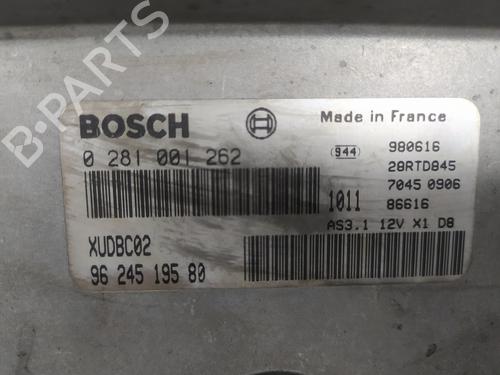 BOSCH
Made in France
0 281 001 262
944
980616
28RTD845
7045 0906
1011
86616
AS3.1 12V X1 D8
XUDBC02
96 245 195 80
B-PARTS